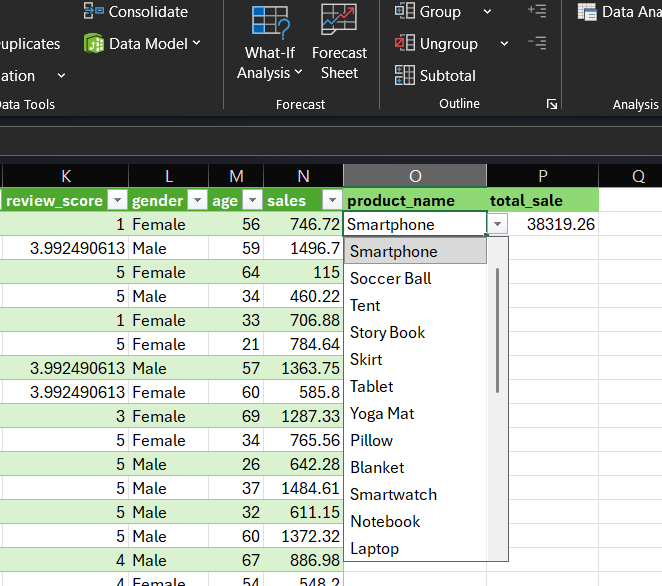 Consolidate
Group
Data Ana
uplicates
Data Model
What-If
Analysis
Forecast
Sheet
Ungroup
ation
Subtotal
ata Tools
Forecast
Outline
Analysis
K L M N O P Q
review_score gender age sales product_name total_sale
1 Female 56 746.72 Smartphone 38319.26
3.992490613 Male 59 1496.7 Smartphone
5 Female 64 115 Soccer Ball
5 Male 34 460.22 Tent
1 Female 33 706.88 Story Book
5 Female 21 784.64 Skirt
3.992490613 Male 57 1363.75 Tablet
3.992490613 Female 60 585.8 Yoga Mat
3 Female 69 1287.33 Pillow
5 Female 34 765.56 Blanket
5 Male 26 642.28 Smartwatch
5 Male 37 1484.61 Notebook
5 Male 32 611.15 Laptop
5 Male 60 1372.32
4 Male 67 886.98
4 Female 54 548.2